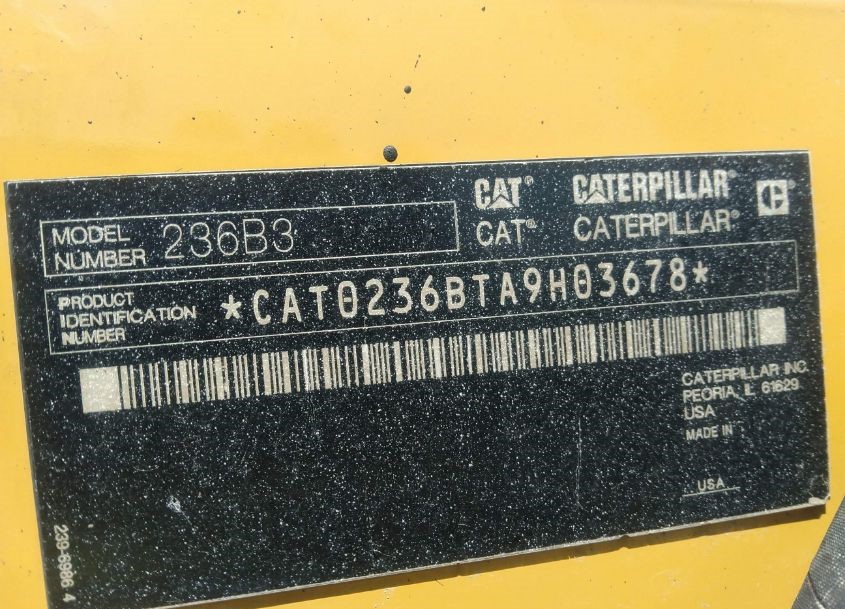 CAT® CATERPILLAR®
CAT® CATERPILLAR®
MODEL
NUMBER 236B3
PRODUCT
IDENTIFICATION
NUMBER
*CAT0236BTA9H03678*
CATERPILLAR INC.
PEORIA, IL 61629
USA
MADE IN
USA
239-6986 4